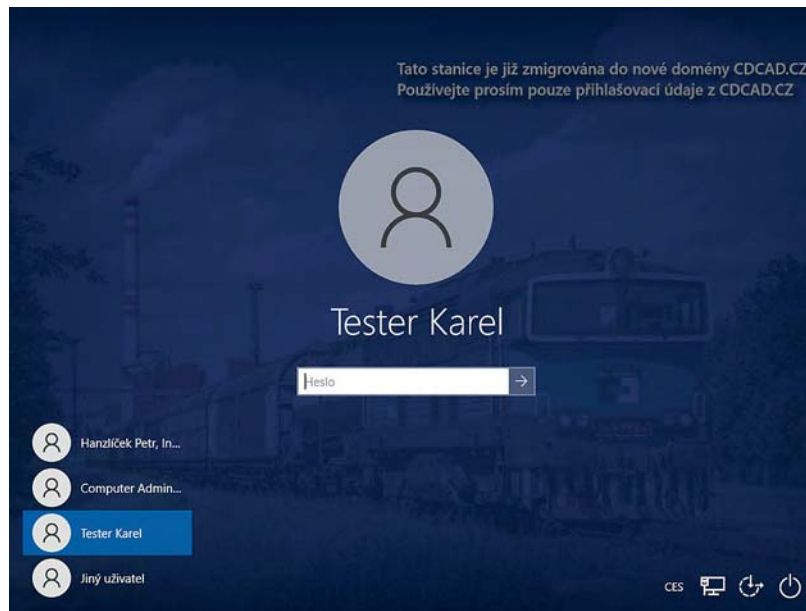 Tato stanice je již zmigrována do nové domény CDCAD.CZ
Používejte prosím pouze přihlašovací údaje z CDCAD.CZ
Tester Karel
Heslo
Hanzlíček Petr, In...
Computer Admin...
Tester Karel
Jiný uživatel
CES